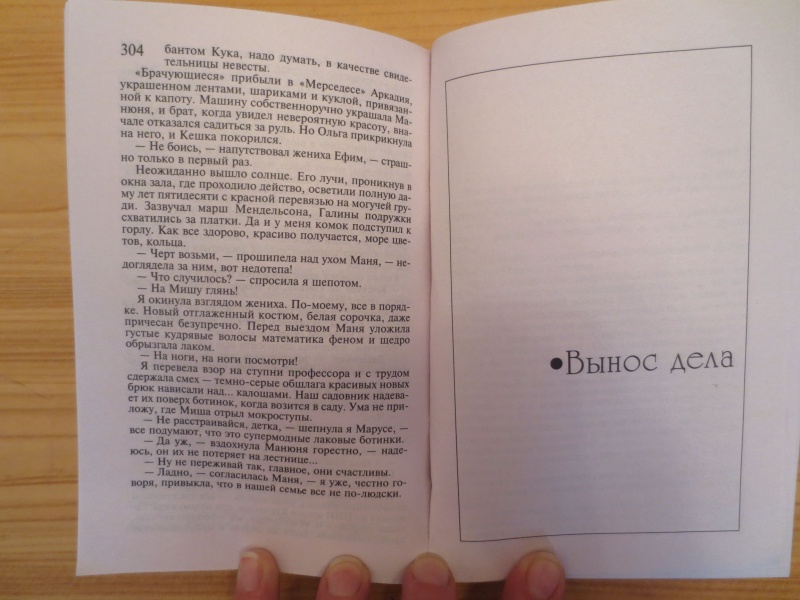 304
бантом Кука, надо думать, в качестве свиде-
тельницы невесты.
«Брачующиеся» прибыли в «Мерседесе» Аркадия,
украшенном лентами, шариками и куклой, привязан-
ной к капоту. Машину собственноручно украшала Ма-
нюня, и брат, когда увидел невероятную красоту, вна-
чале отказался садиться за руль. Но Ольга прикрикнула
на него, и Кешка покорился.
— Не боись, — напутствовал жениха Ефим, — страш-
но только в первый раз.
Неожиданно вышло солнце. Его лучи, проникнув в
окна зала, где проходило действо, осветили полную да-
му лет пятидесяти с красной перевязью на могучей гру-
ди. Зазвучал марш Мендельсона, Галины подружки
схватились за платки. Да и у меня комок подступил к
горлу. Как все здорово, красиво получается, море цве-
тов, кольца.
— Черт возьми, — прошипела над ухом Маня, — не-
доглядела за ним, вот недотепа!
— Что случилось? — спросила я шепотом.
— На Мишу глянь!
Я окинула взглядом жениха. По-моему, все в поряд-
ке. Новый отглаженный костюм, белая сорочка, даже
причесан безупречно. Перед выездом Маня уложила
густые кудрявые волосы математика феном и щедро
обрызгала лаком.
— На ноги, на ноги посмотри!
Я перевела взор на ступни профессора и с трудом
сдержала смех — темно-серые обшлага красивых новых
брюк нависали над... калошами. Наш садовник надева-
ет их поверх ботинок, когда возится в саду. Ума не при-
ложу, где Миша отрыл мокроступы.
— Не расстраивайся, детка, — шепнула я Марусе, —
все подумают, что это супермодные лаковые ботинки.
— Да уж, — вздохнула Манюня горестно, — наде-
юсь, он их не потеряет на лестнице...
— Ну не переживай так, главное, они счастливы.
— Ладно, — согласилась Маня, — я уже, честно го-
воря, привыкла, что в нашей семье все не по-людски.
●Вынос дела